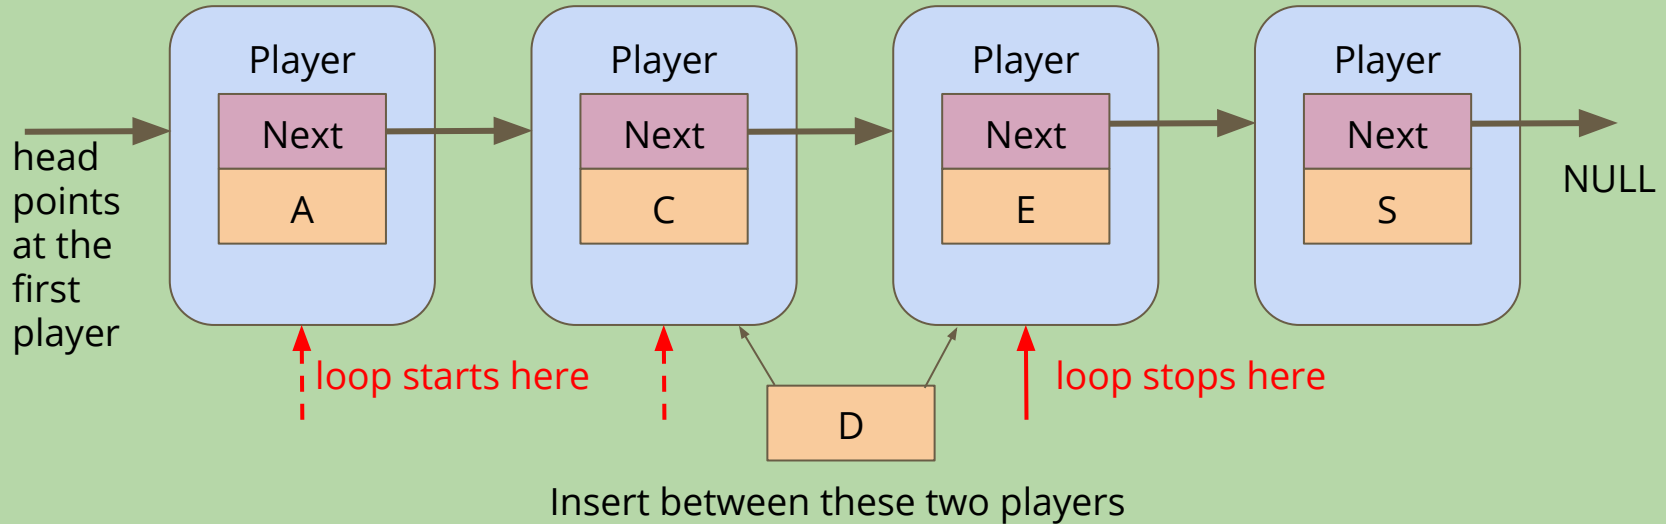 Player
Player
Player
Player
Next
Next
Next
Next
A
C
E
S
head
points
at the
first
player
NULL
loop starts here
loop stops here
D
Insert between these two players